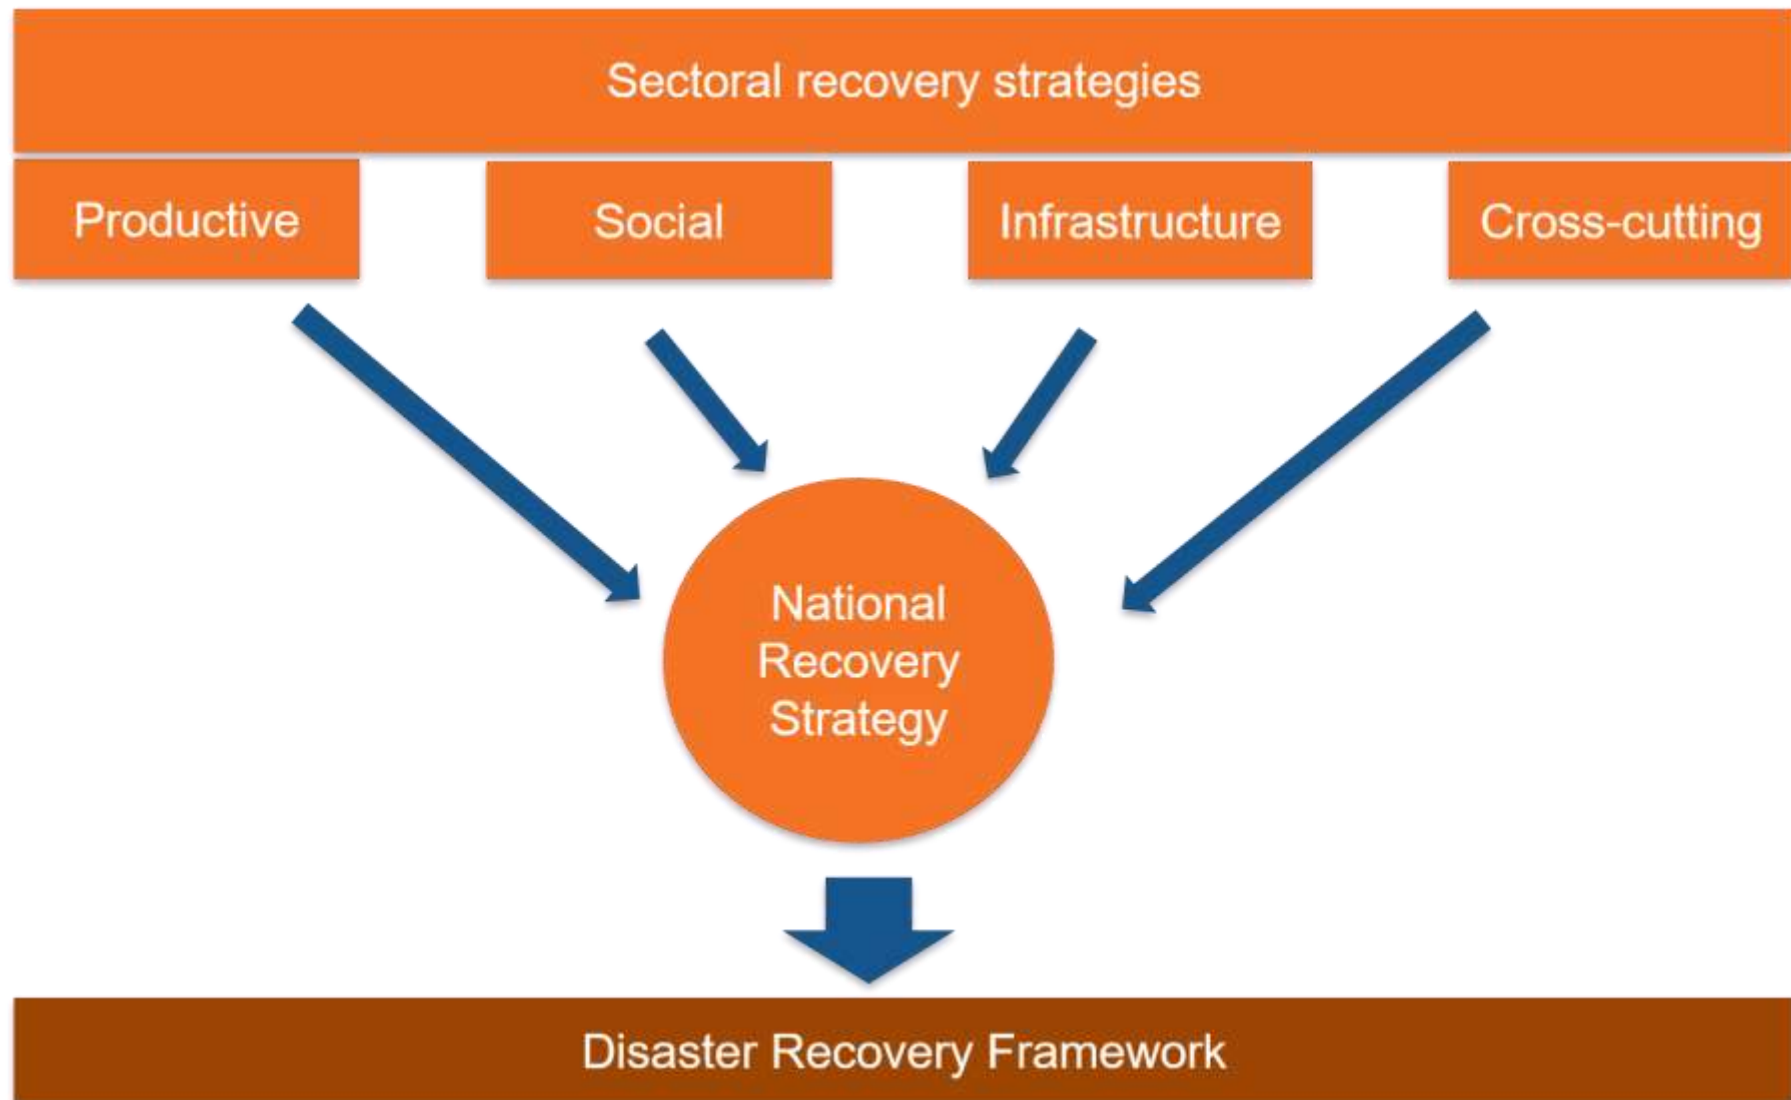 Sectoral recovery strategies
Productive
Social
Infrastructure
Cross-cutting
National
Recovery
Strategy
Disaster Recovery Framework